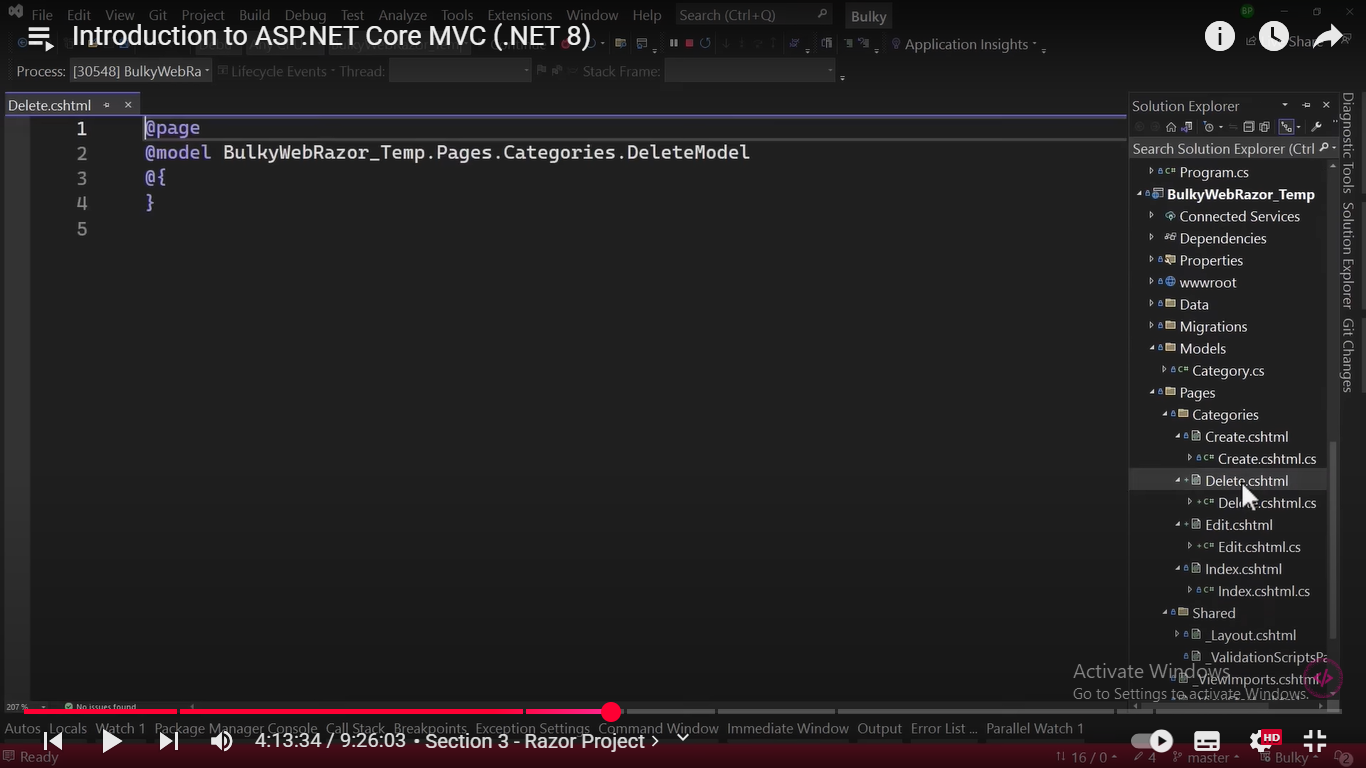 File Edit View Git Project Build Debug Test Analyze Tools Extensions Window Help Search (Ctrl+Q) Bulky
Introduction to ASP.NET Core MVC (.NET 8)
Application Insights
Share
Process: [30548] BulkyWebRa Lifecycle Events Thread: Stack Frame:
Delete.cshtml
1 @page
2 @model BulkyWebRazor_Temp.Pages.Categories.DeleteModel
3 @{
4 }
5
Solution Explorer
Search Solution Explorer (Ctrl
Program.cs
BulkyWebRazor_Temp
Connected Services
Dependencies
Properties
wwwroot
Data
Migrations
Models
Category.cs
Pages
Categories
Create.cshtml
Create.cshtml.cs
Delete.cshtml
Delete.cshtml.cs
Edit.cshtml
Edit.cshtml.cs
Index.cshtml
Index.cshtml.cs
Shared
_Layout.cshtml
_ValidationScriptsPa
_ViewImports.cshtml
Diagnostic Tools Solution Explorer Git Changes
Activate Windows
Go to Settings to activate Windows.
207 % No issues found
Autos Locals Watch 1 Package Manager Console Call Stack Breakpoints Exception Settings Command Window Immediate Window Output Error List ... Parallel Watch 1
4:13:34 / 9:26:03 • Section 3 - Razor Project
HD
Ready 16 / 0 4 master Bulky 2